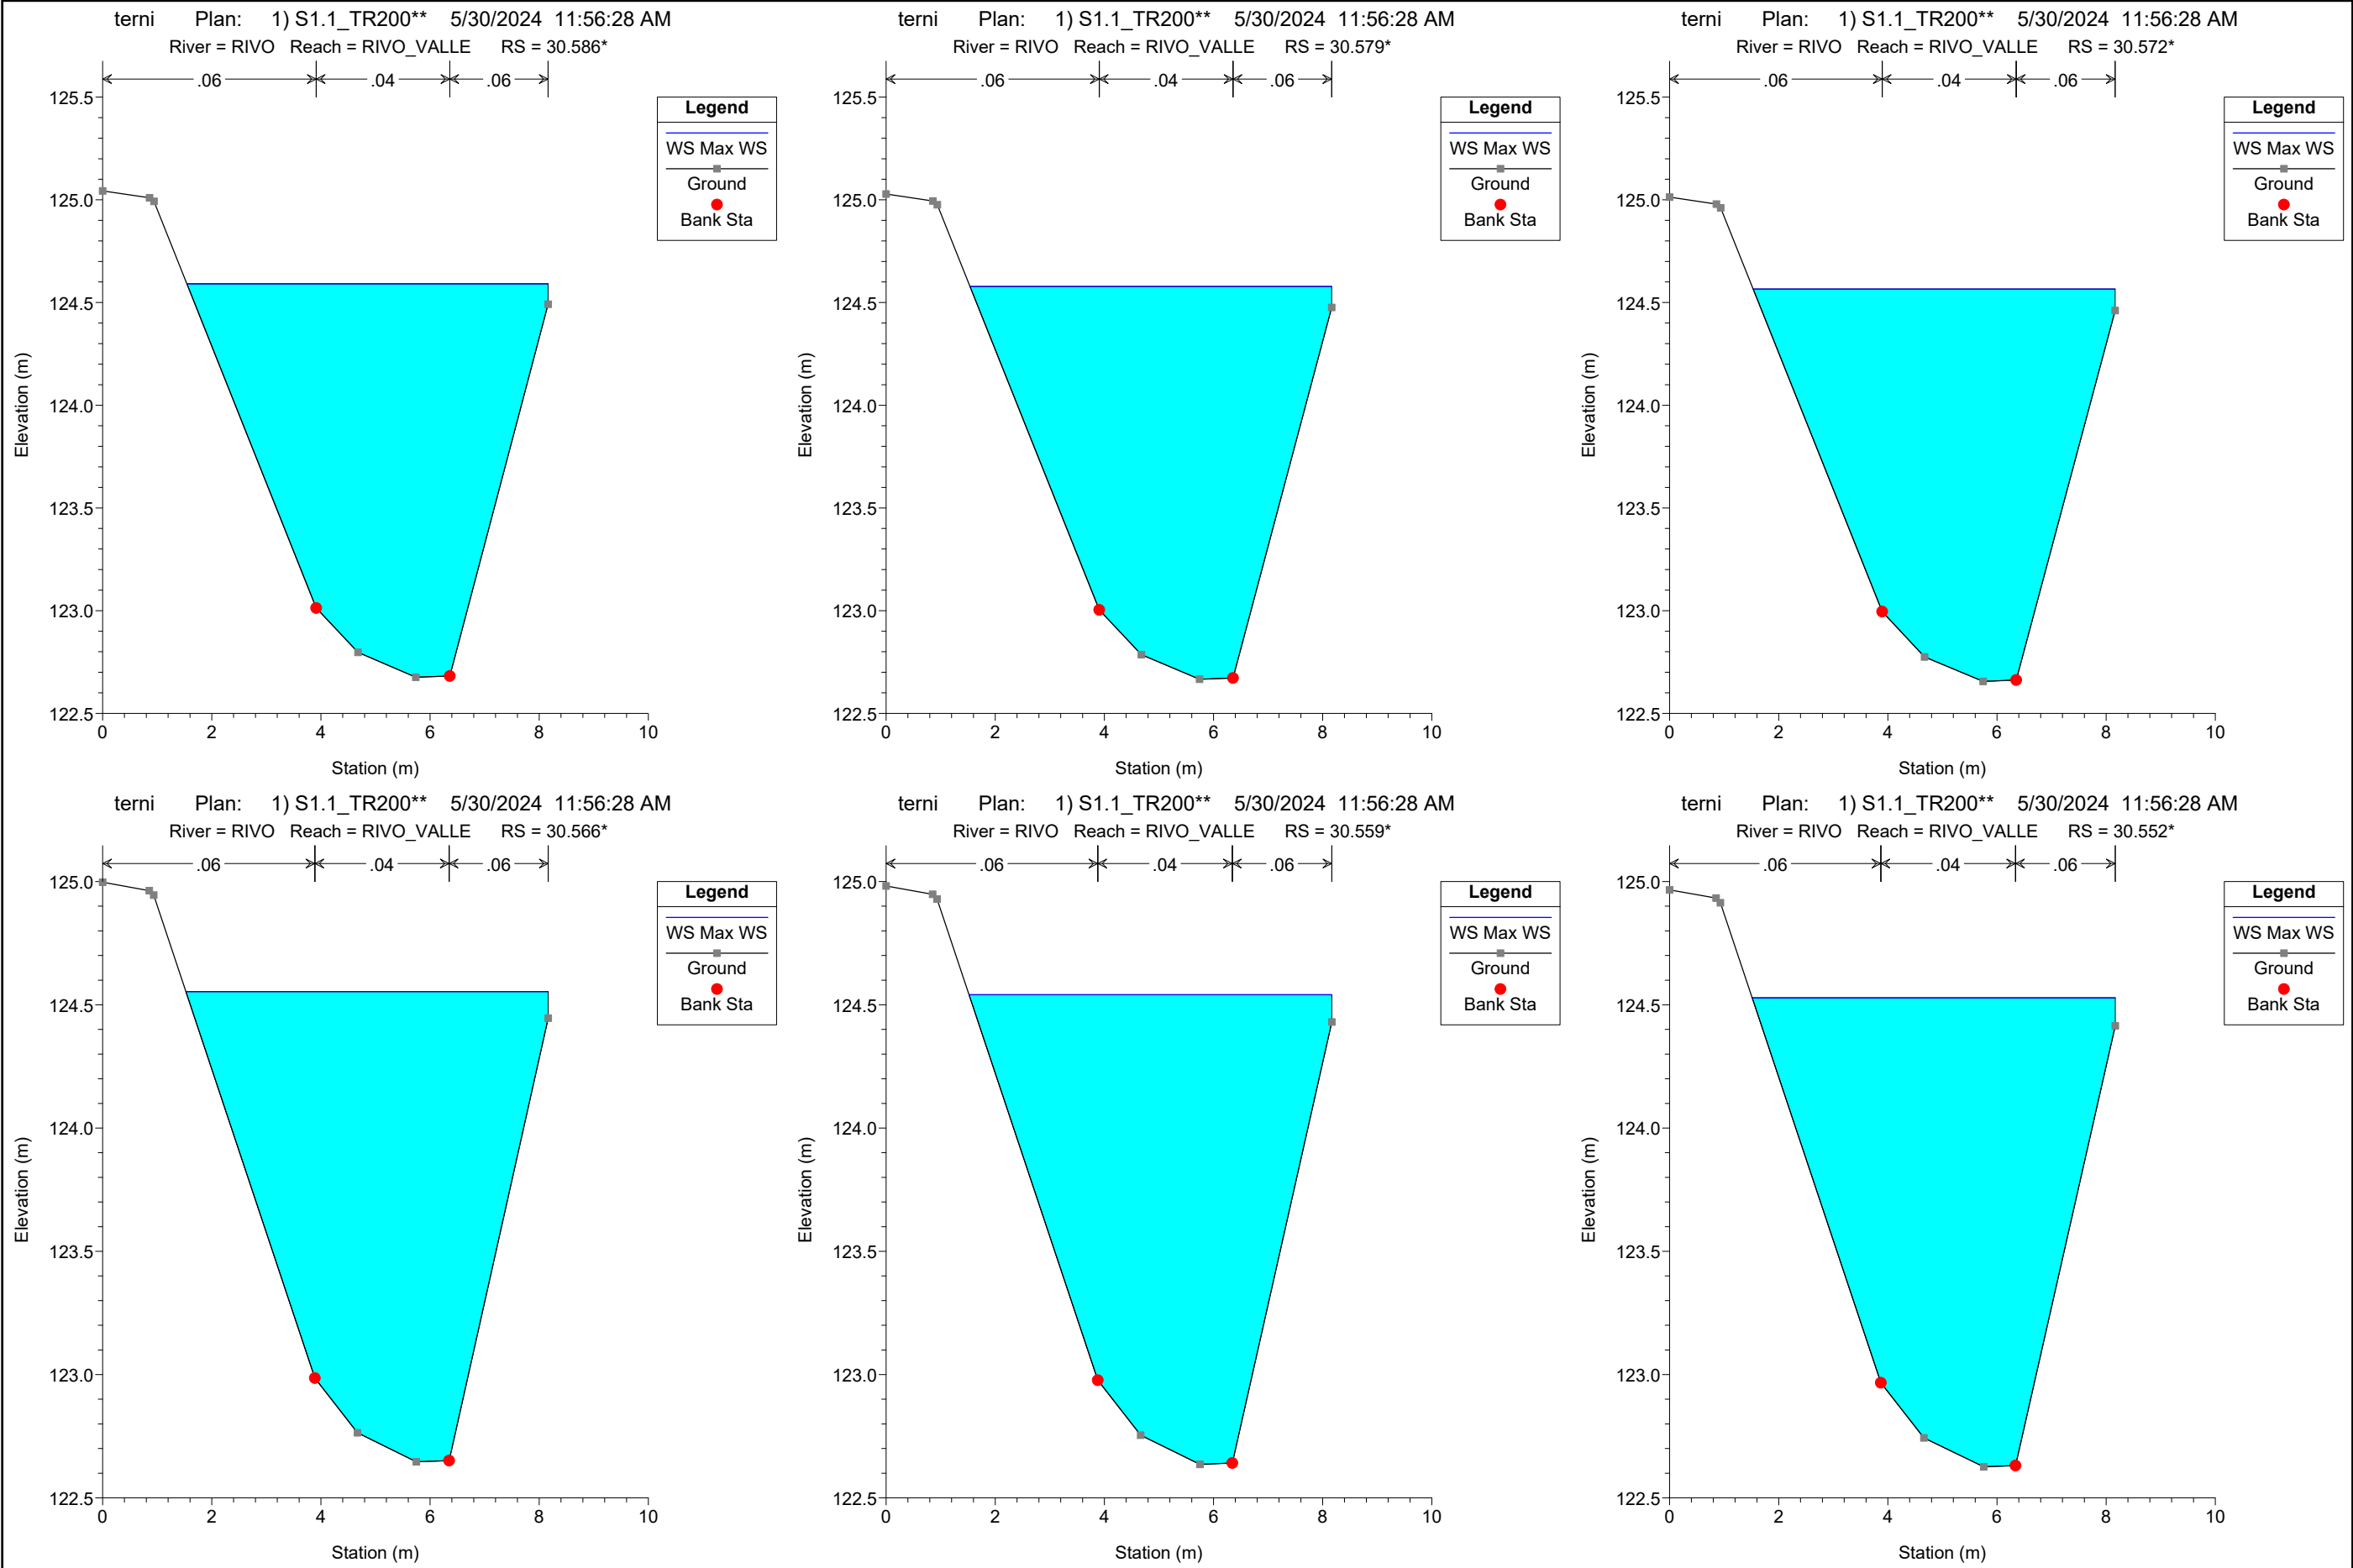 terni Plan: 1) S1.1_TR200** 5/30/2024 11:56:28 AM
River = RIVO Reach = RIVO_VALLE RS = 30.586*
.06 .04 .06
125.5
125.0
124.5
124.0
123.5
123.0
122.5
Elevation (m)
0 2 4 6 8 10
Station (m)
Legend
WS Max WS
Ground
Bank Sta
terni Plan: 1) S1.1_TR200** 5/30/2024 11:56:28 AM
River = RIVO Reach = RIVO_VALLE RS = 30.579*
.06 .04 .06
125.5
125.0
124.5
124.0
123.5
123.0
122.5
Elevation (m)
0 2 4 6 8 10
Station (m)
Legend
WS Max WS
Ground
Bank Sta
terni Plan: 1) S1.1_TR200** 5/30/2024 11:56:28 AM
River = RIVO Reach = RIVO_VALLE RS = 30.572*
.06 .04 .06
125.5
125.0
124.5
124.0
123.5
123.0
122.5
Elevation (m)
0 2 4 6 8 10
Station (m)
Legend
WS Max WS
Ground
Bank Sta
terni Plan: 1) S1.1_TR200** 5/30/2024 11:56:28 AM
River = RIVO Reach = RIVO_VALLE RS = 30.566*
.06 .04 .06
125.0
124.5
124.0
123.5
123.0
122.5
Elevation (m)
0 2 4 6 8 10
Station (m)
Legend
WS Max WS
Ground
Bank Sta
terni Plan: 1) S1.1_TR200** 5/30/2024 11:56:28 AM
River = RIVO Reach = RIVO_VALLE RS = 30.559*
.06 .04 .06
125.0
124.5
124.0
123.5
123.0
122.5
Elevation (m)
0 2 4 6 8 10
Station (m)
Legend
WS Max WS
Ground
Bank Sta
terni Plan: 1) S1.1_TR200** 5/30/2024 11:56:28 AM
River = RIVO Reach = RIVO_VALLE RS = 30.552*
.06 .04 .06
125.0
124.5
124.0
123.5
123.0
122.5
Elevation (m)
0 2 4 6 8 10
Station (m)
Legend
WS Max WS
Ground
Bank Sta